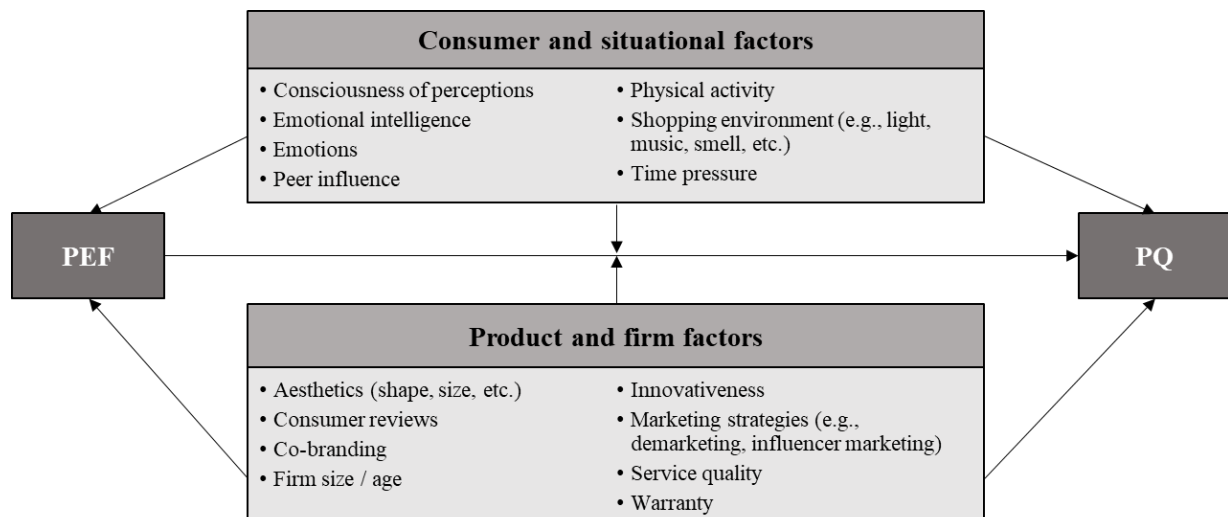 Consumer and situational factors
• Consciousness of perceptions
• Emotional intelligence
• Emotions
• Peer influence
• Physical activity
• Shopping environment (e.g., light,
music, smell, etc.)
• Time pressure
PEF
PQ
Product and firm factors
• Aesthetics (shape, size, etc.)
• Consumer reviews
• Co-branding
• Firm size / age
• Innovativeness
• Marketing strategies (e.g.,
demarketing, influencer marketing)
• Service quality
• Warranty